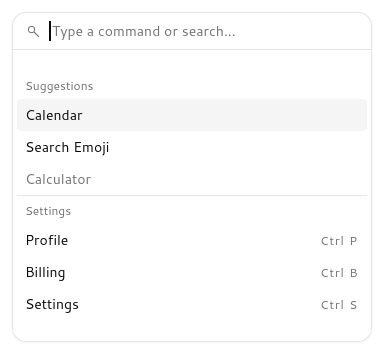 Type a command or search...
Suggestions
Calendar
Search Emoji
Calculator
Settings
Profile Ctrl P
Billing Ctrl B
Settings Ctrl S